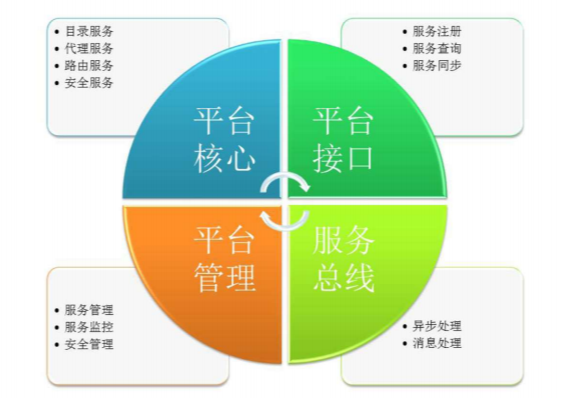 • 目录服务
• 代理服务
• 路由服务
• 安全服务
• 服务注册
• 服务查询
• 服务同步
平台
核心
平台
接口
平台
管理
服务
总线
• 服务管理
• 服务监控
• 安全管理
• 异步处理
• 消息处理